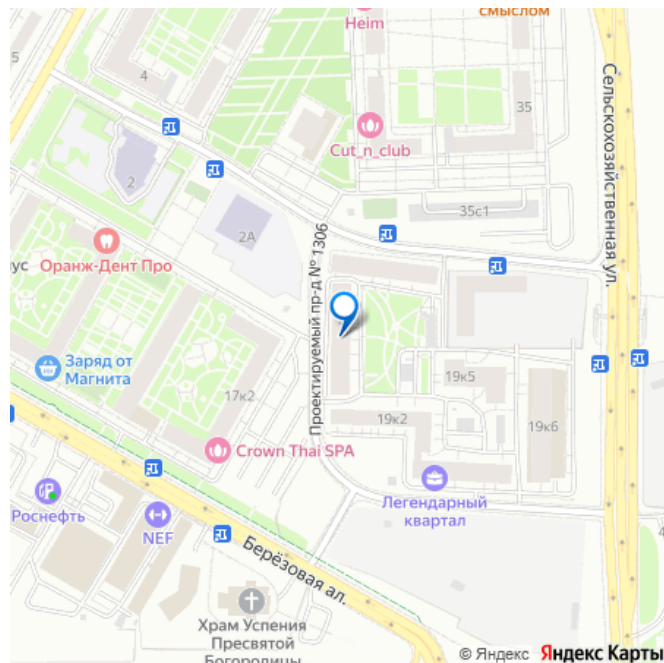 Heim
смыслом
5
4
35
Cut_n_club
Сельскохозяйственная ул.
2
35с1
2А
Проектируемый пр-д № 1306
ус
Оранж-Дент Про
Заряд от
Магнита
17к2
19к5
19к2
19к6
Crown Thai SPA
Легендарный
квартал
Роснефть
NEF
Берёзовая ал.
Храм Успения
Пресвятой
Богородицы
© Яндекс Яндекс Карты